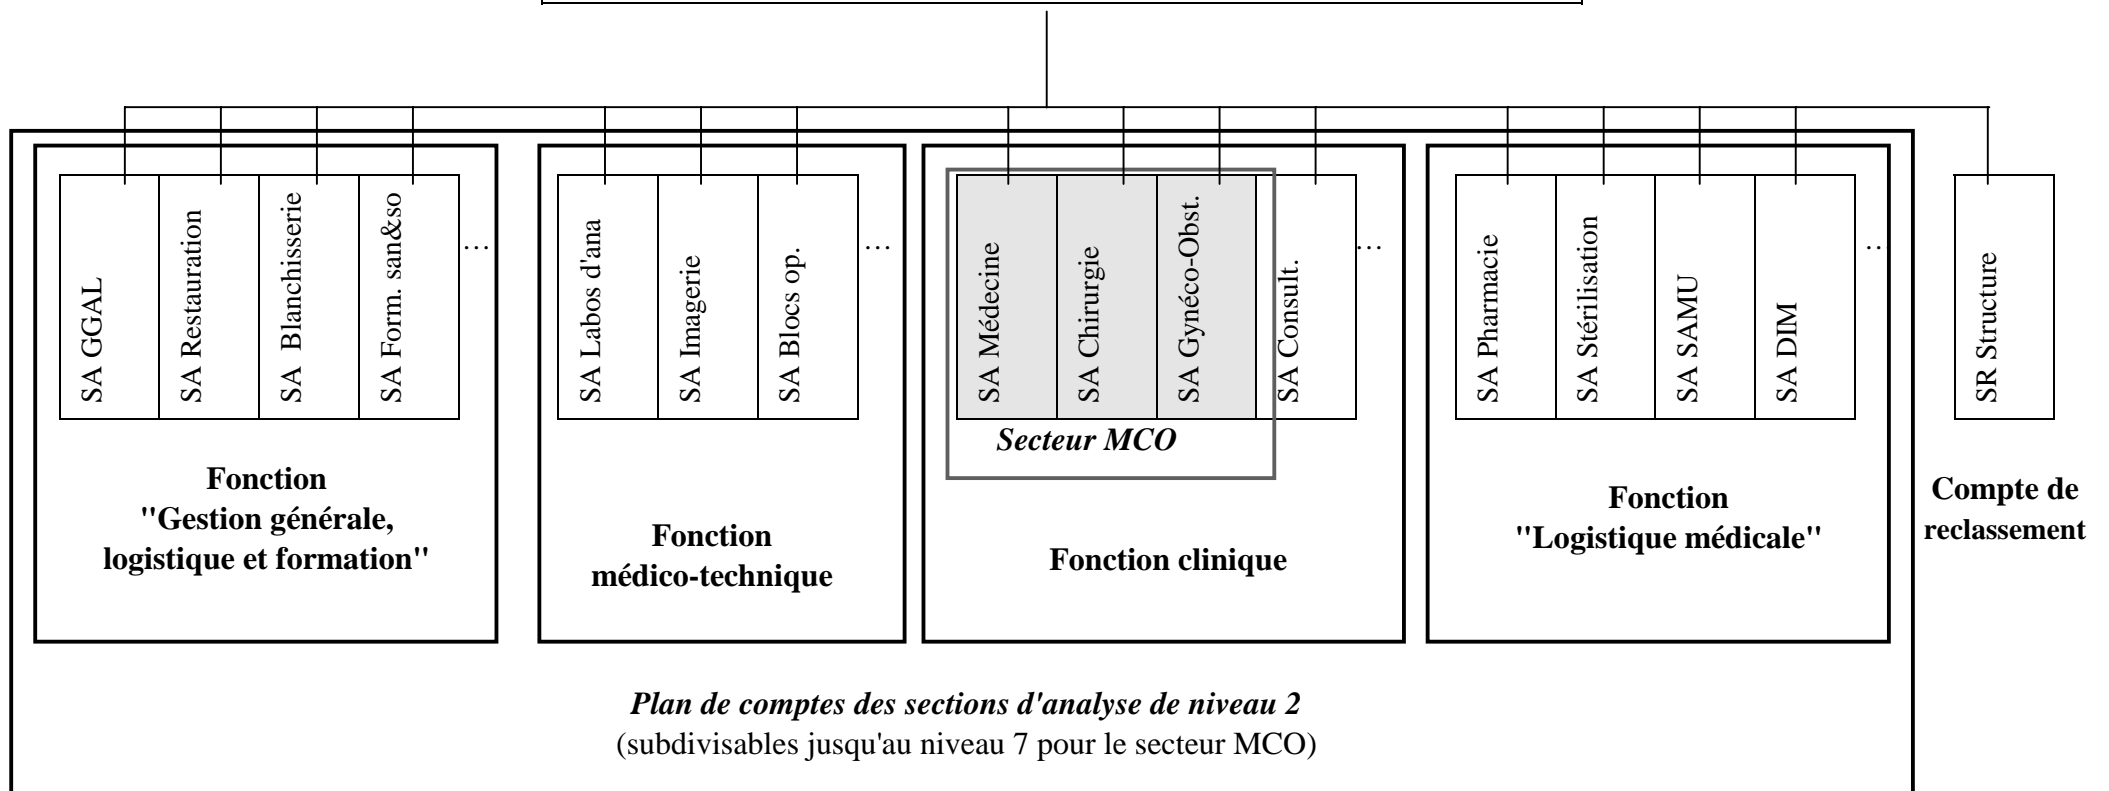 SA GGAL
SA Restauration
SA Blanchisserie
SA Form. san&so
...
SA Labos d'ana
SA Imagerie
SA Blocs op.
...
SA Médecine
SA Chirurgie
SA Gynéco-Obst.
SA Consult.
...
SA Pharmacie
SA Stérilisation
SA SAMU
SA DIM
..
SR Structure
Secteur MCO
Fonction
"Gestion générale,
logistique et formation"
Fonction
médico-technique
Fonction clinique
Fonction
"Logistique médicale"
Compte de
reclassement
Plan de comptes des sections d'analyse de niveau 2
(subdivisables jusqu'au niveau 7 pour le secteur MCO)